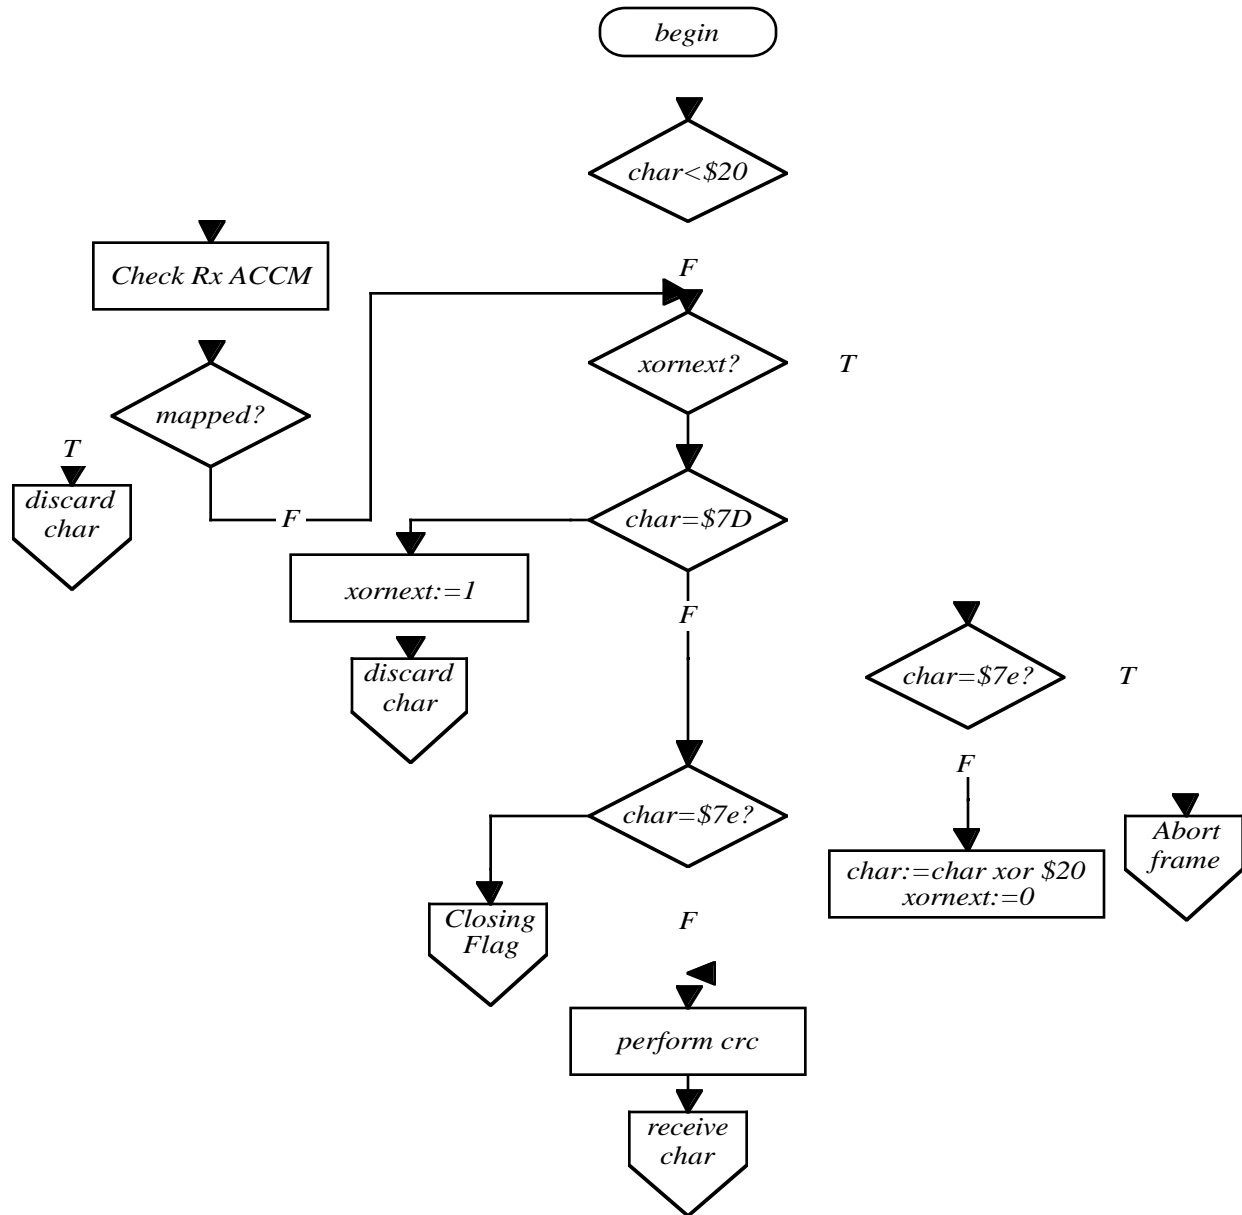 begin
char<$20
F
Check Rx ACCM
xornext?
T
mapped?
T
discard
char
F
char=$7D
xornext:=1
F
discard
char
char=$7e?
T
F
char=$7e?
Abort
frame
char:=char xor $20
xornext:=0
Closing
Flag
F
perform crc
receive
char